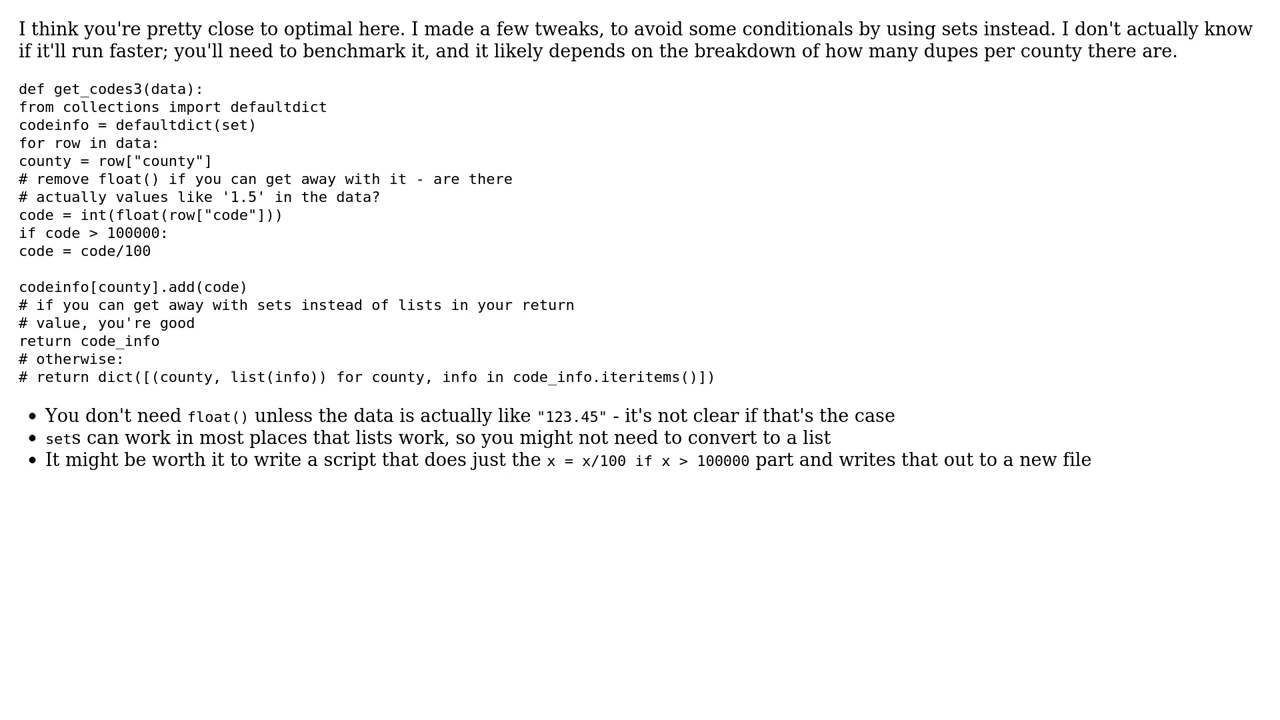 I think you're pretty close to optimal here. I made a few tweaks, to avoid some conditionals by using sets instead. I don't actually know
if it'll run faster; you'll need to benchmark it, and it likely depends on the breakdown of how many dupes per county there are.
def get_codes3(data):
from collections import defaultdict
codeinfo = defaultdict(set)
for row in data:
county = row["county"]
# remove float() if you can get away with it - are there
# actually values like '1.5' in the data?
code = int(float(row["code"]))
if code > 100000:
code = code/100
codeinfo[county].add(code)
# if you can get away with sets instead of lists in your return
# value, you're good
return code_info
# otherwise:
# return dict([(county, list(info)) for county, info in code_info.iteritems()])
• You don't need float() unless the data is actually like "123.45" - it's not clear if that's the case
• sets can work in most places that lists work, so you might not need to convert to a list
• It might be worth it to write a script that does just the x = x/100 if x > 100000 part and writes that out to a new file